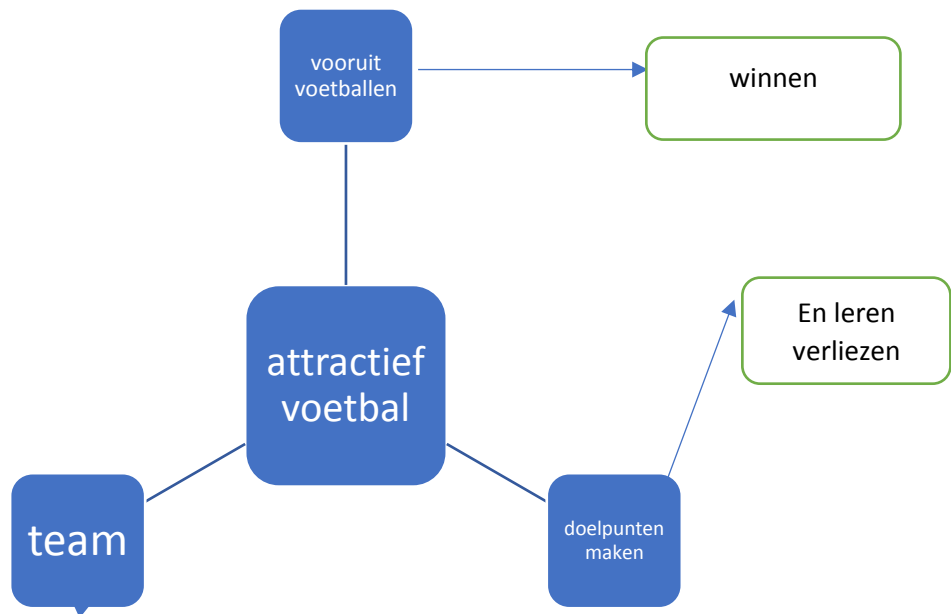 vooruit
voetballen
winnen
En leren
verliezen
attractief
voetbal
team
doelpunten
maken